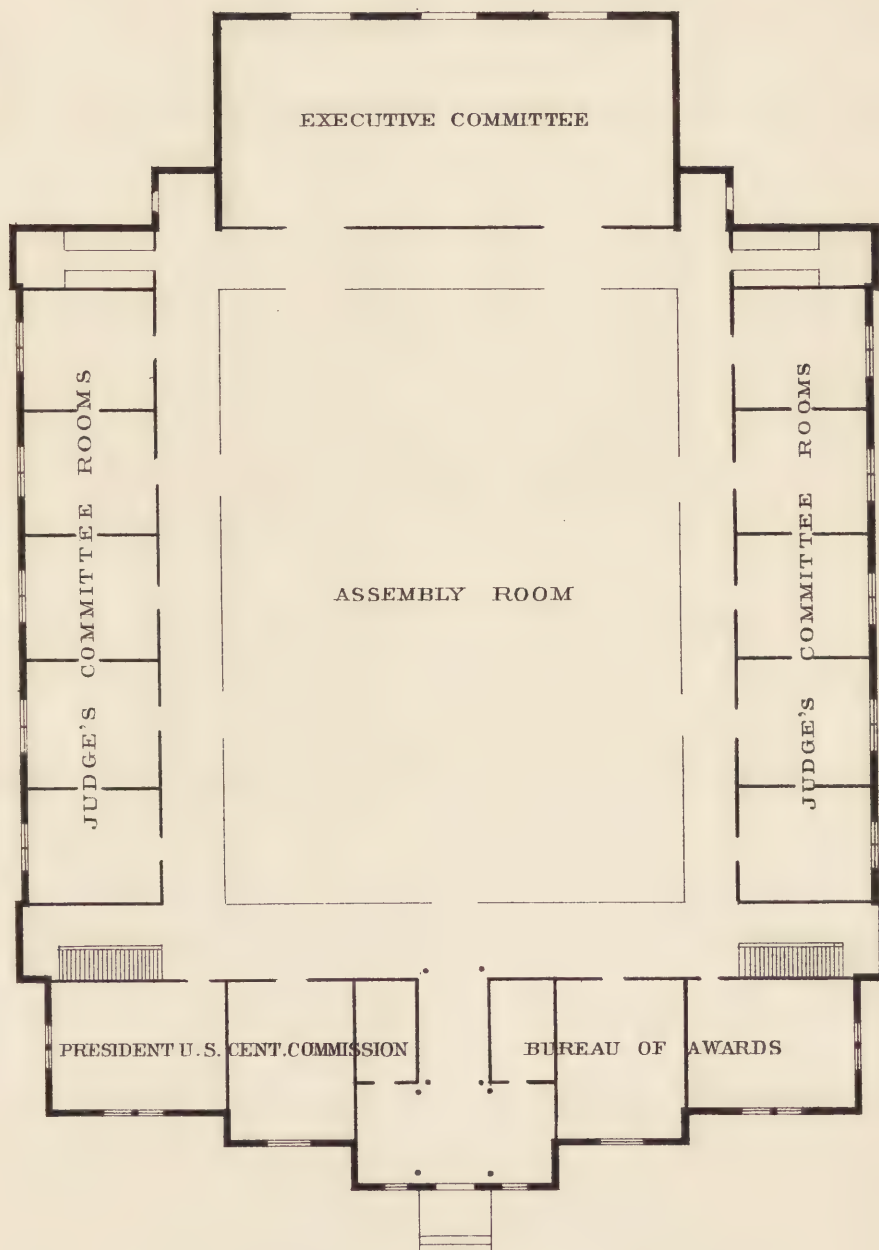 EXECUTIVE COMMITTEE
JUDGE'S COMMITTEE ROOMS
ASSEMBLY ROOM
JUDGE'S COMMITTEE ROOMS
PRESIDENT U.S. CENT. COMMISSION
BUREAU OF AWARDS